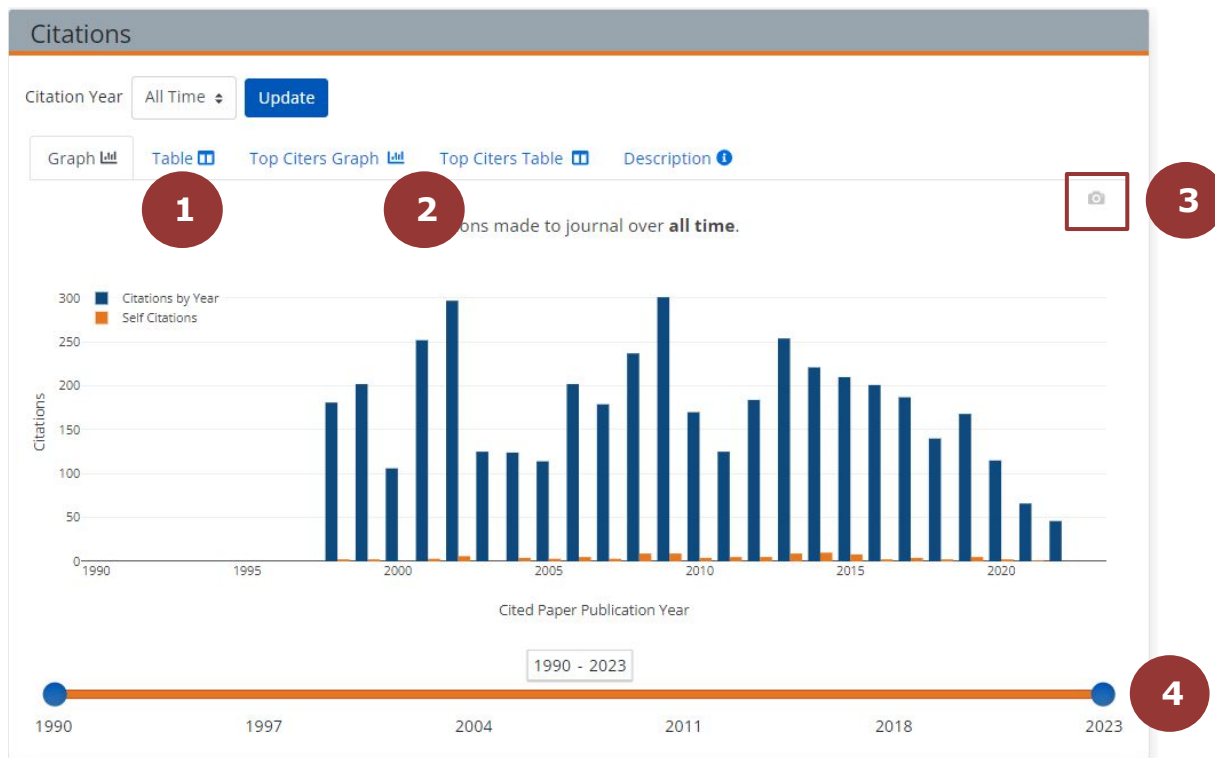 Citations
Citation Year All Time Update
Graph Table Top Citers Graph Top Citers Table Description
1 2 3
made to journal over all time.
300 Citations by Year
Self Citations
250
200
150
100
50
0
Citations
1990 1995 2000 2005 2010 2015 2020
Cited Paper Publication Year
1990 - 2023
4
1990 1997 2004 2011 2018 2023